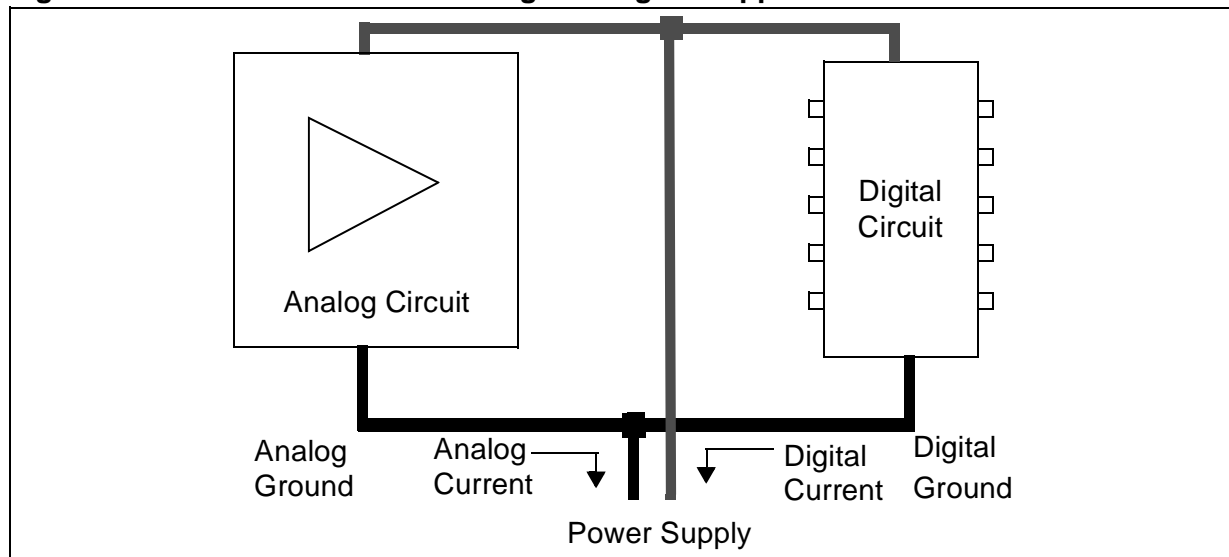 Analog Circuit
Digital
Circuit
Analog
Ground
Analog
Current
Digital
Current
Digital
Ground
Power Supply